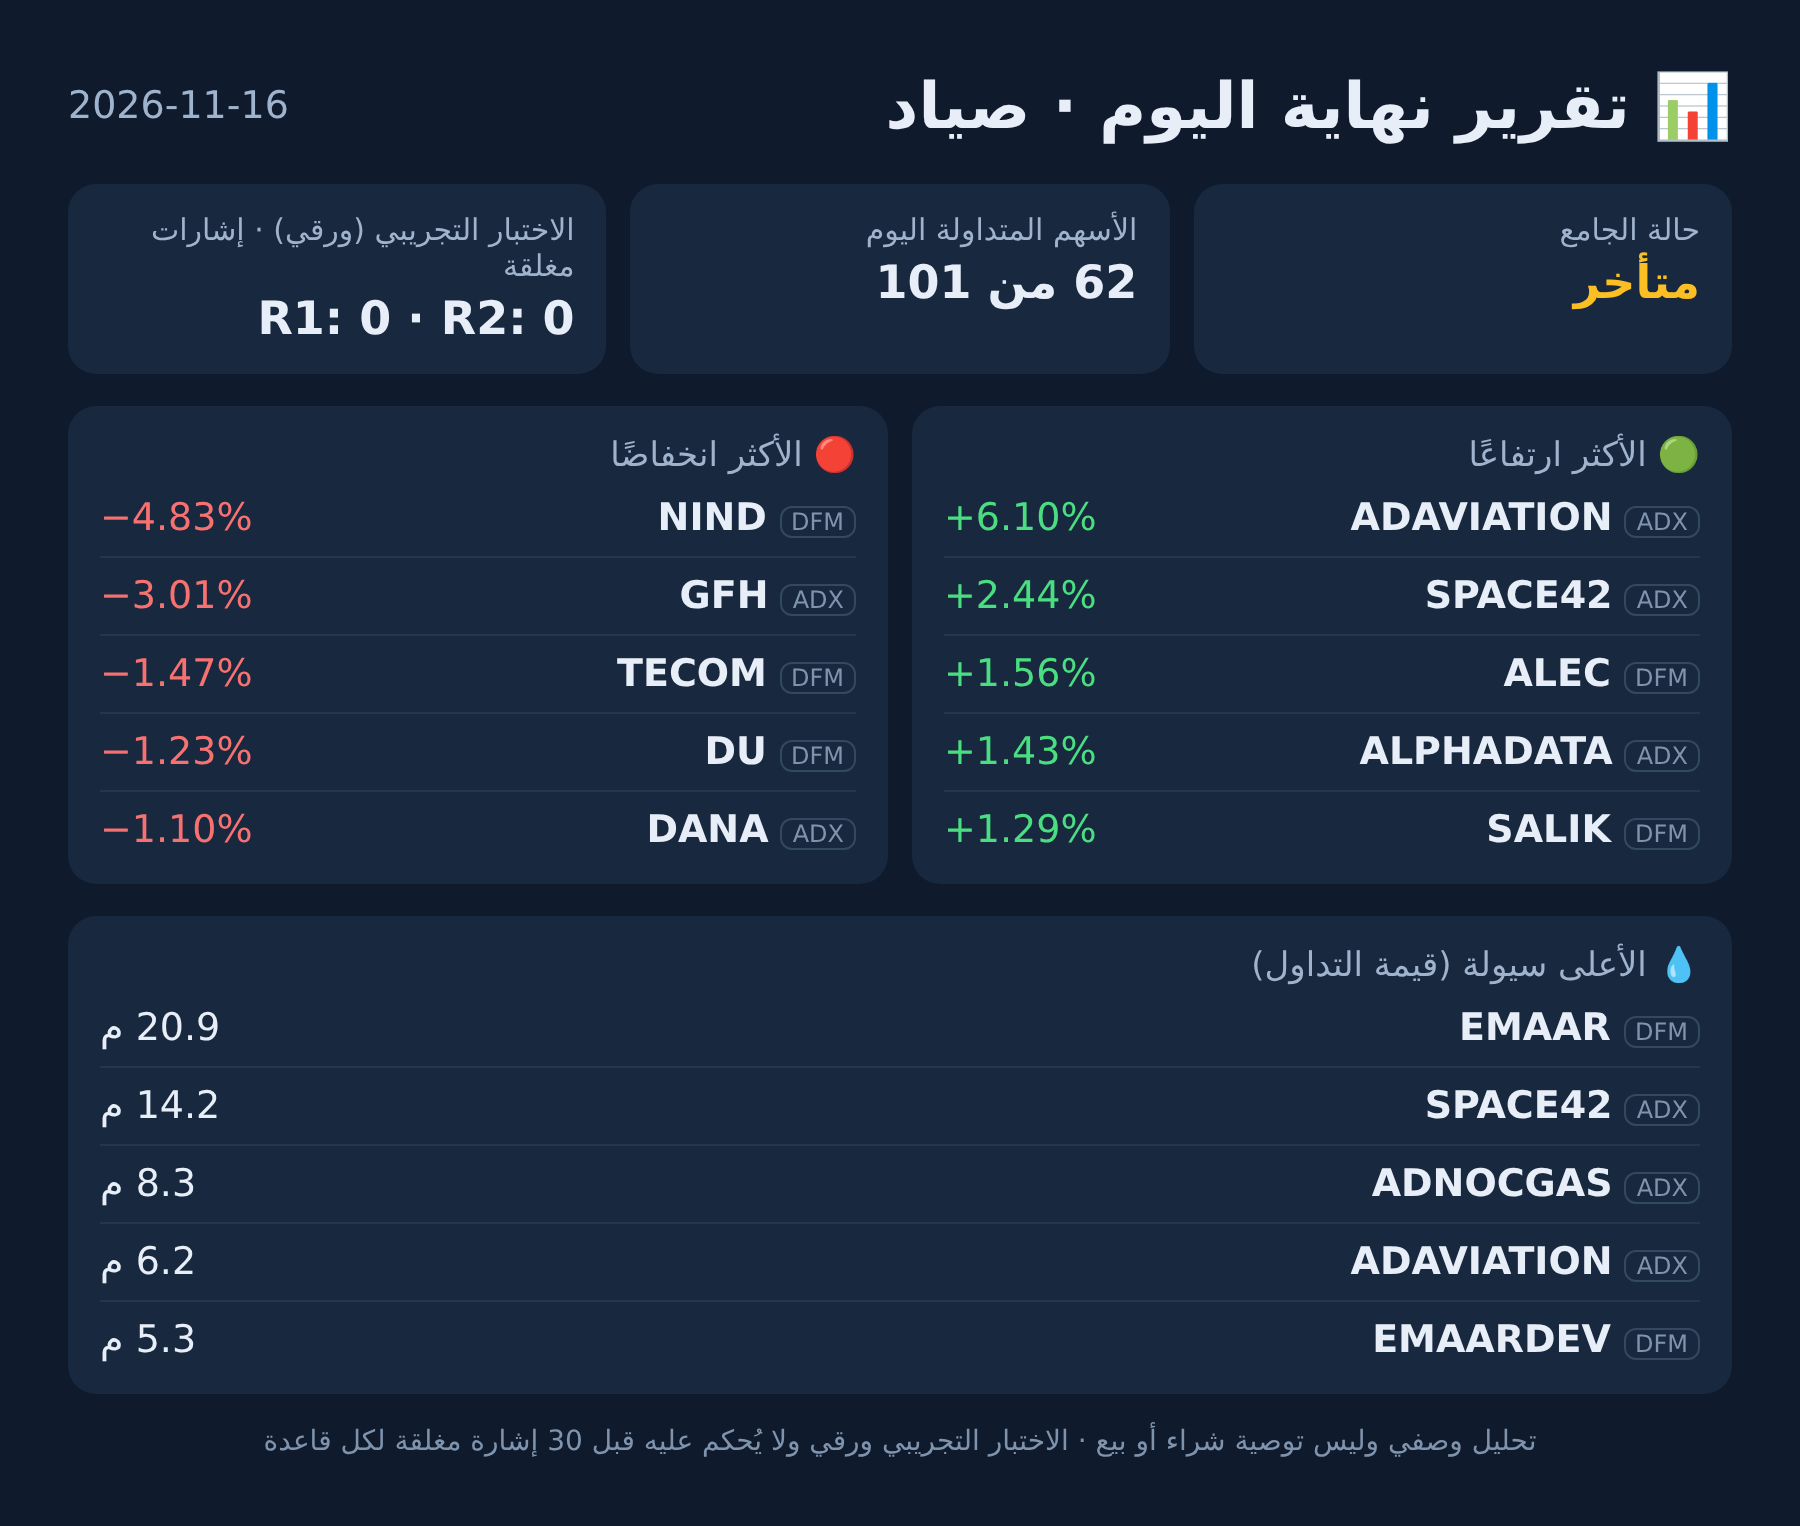 📊 تقرير نهاية اليوم · صياد
2026-11-16
حالة الجامع
متأخر
الأسهم المتداولة اليوم
62 من 101
الاختبار التجريبي (ورقي) · إشارات
مغلقة
R1: 0 · R2: 0
🟢 الأكثر ارتفاعًا
ADX ADAVIATION +6.10%
ADX SPACE42 +2.44%
DFM ALEC +1.56%
ADX ALPHADATA +1.43%
DFM SALIK +1.29%
🔴 الأكثر انخفاضًا
DFM NIND −4.83%
ADX GFH −3.01%
DFM TECOM −1.47%
DFM DU −1.23%
ADX DANA −1.10%
💧 الأعلى سيولة (قيمة التداول)
DFM EMAAR 20.9 م
ADX SPACE42 14.2 م
ADX ADNOCGAS 8.3 م
ADX ADAVIATION 6.2 م
DFM EMAARDEV 5.3 م
تحليل وصفي وليس توصية شراء أو بيع · الاختبار التجريبي ورقي ولا يُحكم عليه قبل 30 إشارة مغلقة لكل قاعدة